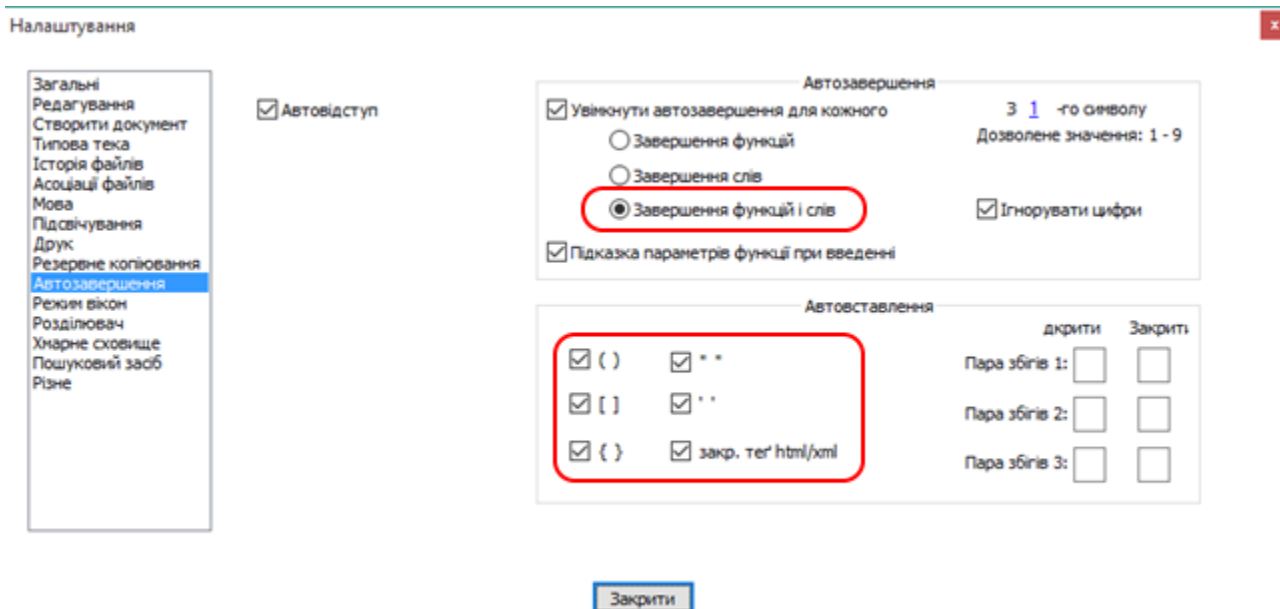 Налаштування
x
Загальні
Редагування
Створити документ
Типова тека
Історія файлів
Асоціації файлів
Мова
Підсвічування
Друк
Резервне копіювання
Автозавершення
Режим вікон
Розділювач
Хмарне сховище
Пошуковий засіб
Різне
Автовідступ
Автозавершення
Увімкнути автозавершення для кожного
З 1 -го символу
Завершення функцій
Дозволене значення: 1 - 9
Завершення слів
Завершення функцій і слів
Ігнорувати цифри
Підказка параметрів функції при введенні
Автовставлення
дкрити Закрить
( ) " "
Пара збігів 1:
[ ] ' '
Пара збігів 2:
{ } закр. теґ html/xml
Пара збігів 3:
Закрити